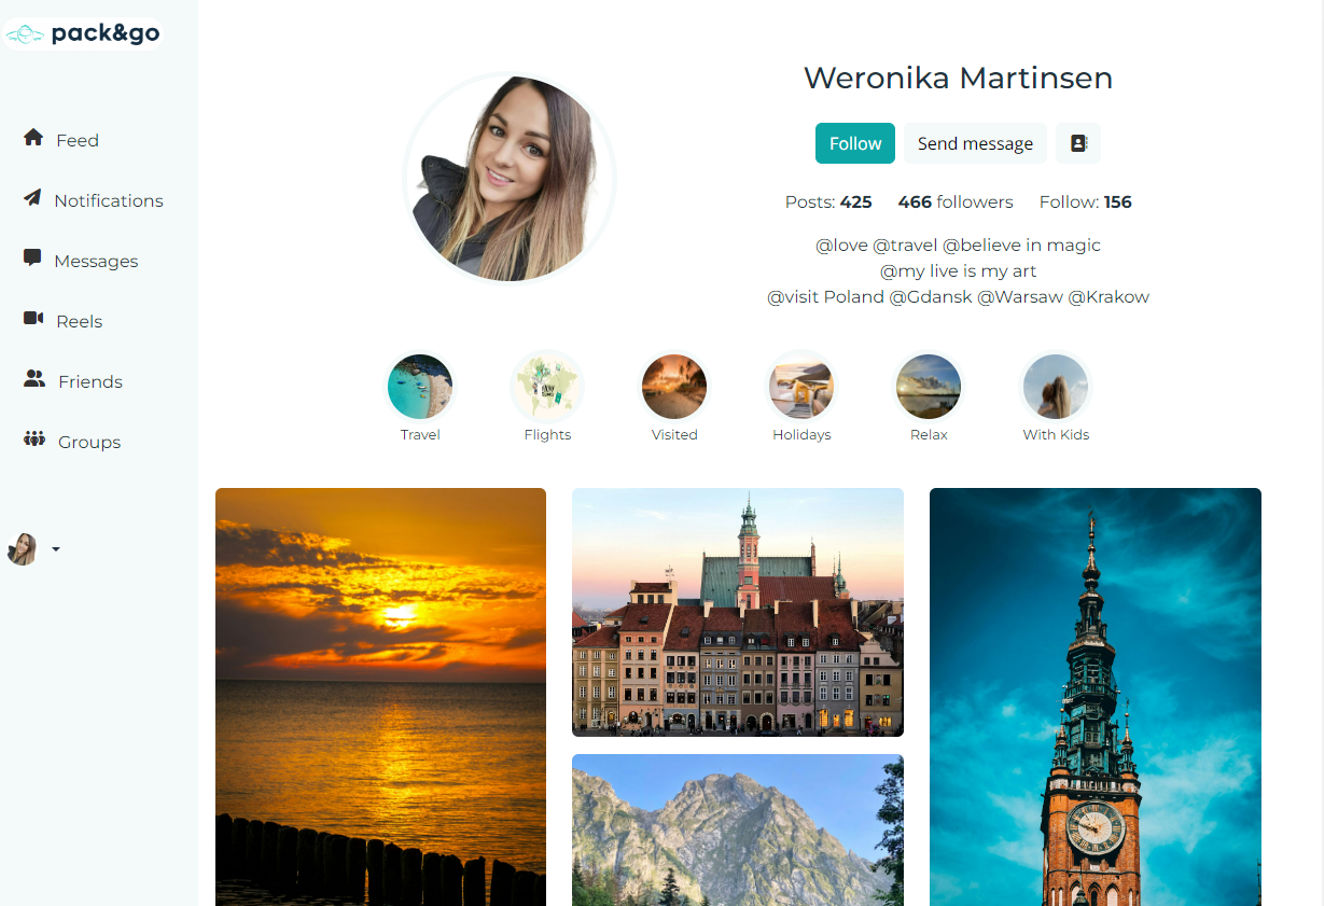 pack&go
Feed
Notifications
Messages
Reels
Friends
Groups
Weronika Martinsen
Follow
Send message
Posts: 425 466 followers Follow: 156
@love @travel @believe in magic
@my live is my art
@visit Poland @Gdansk @Warsaw @Krakow
Travel
Flights
Visited
Holidays
Relax
With Kids